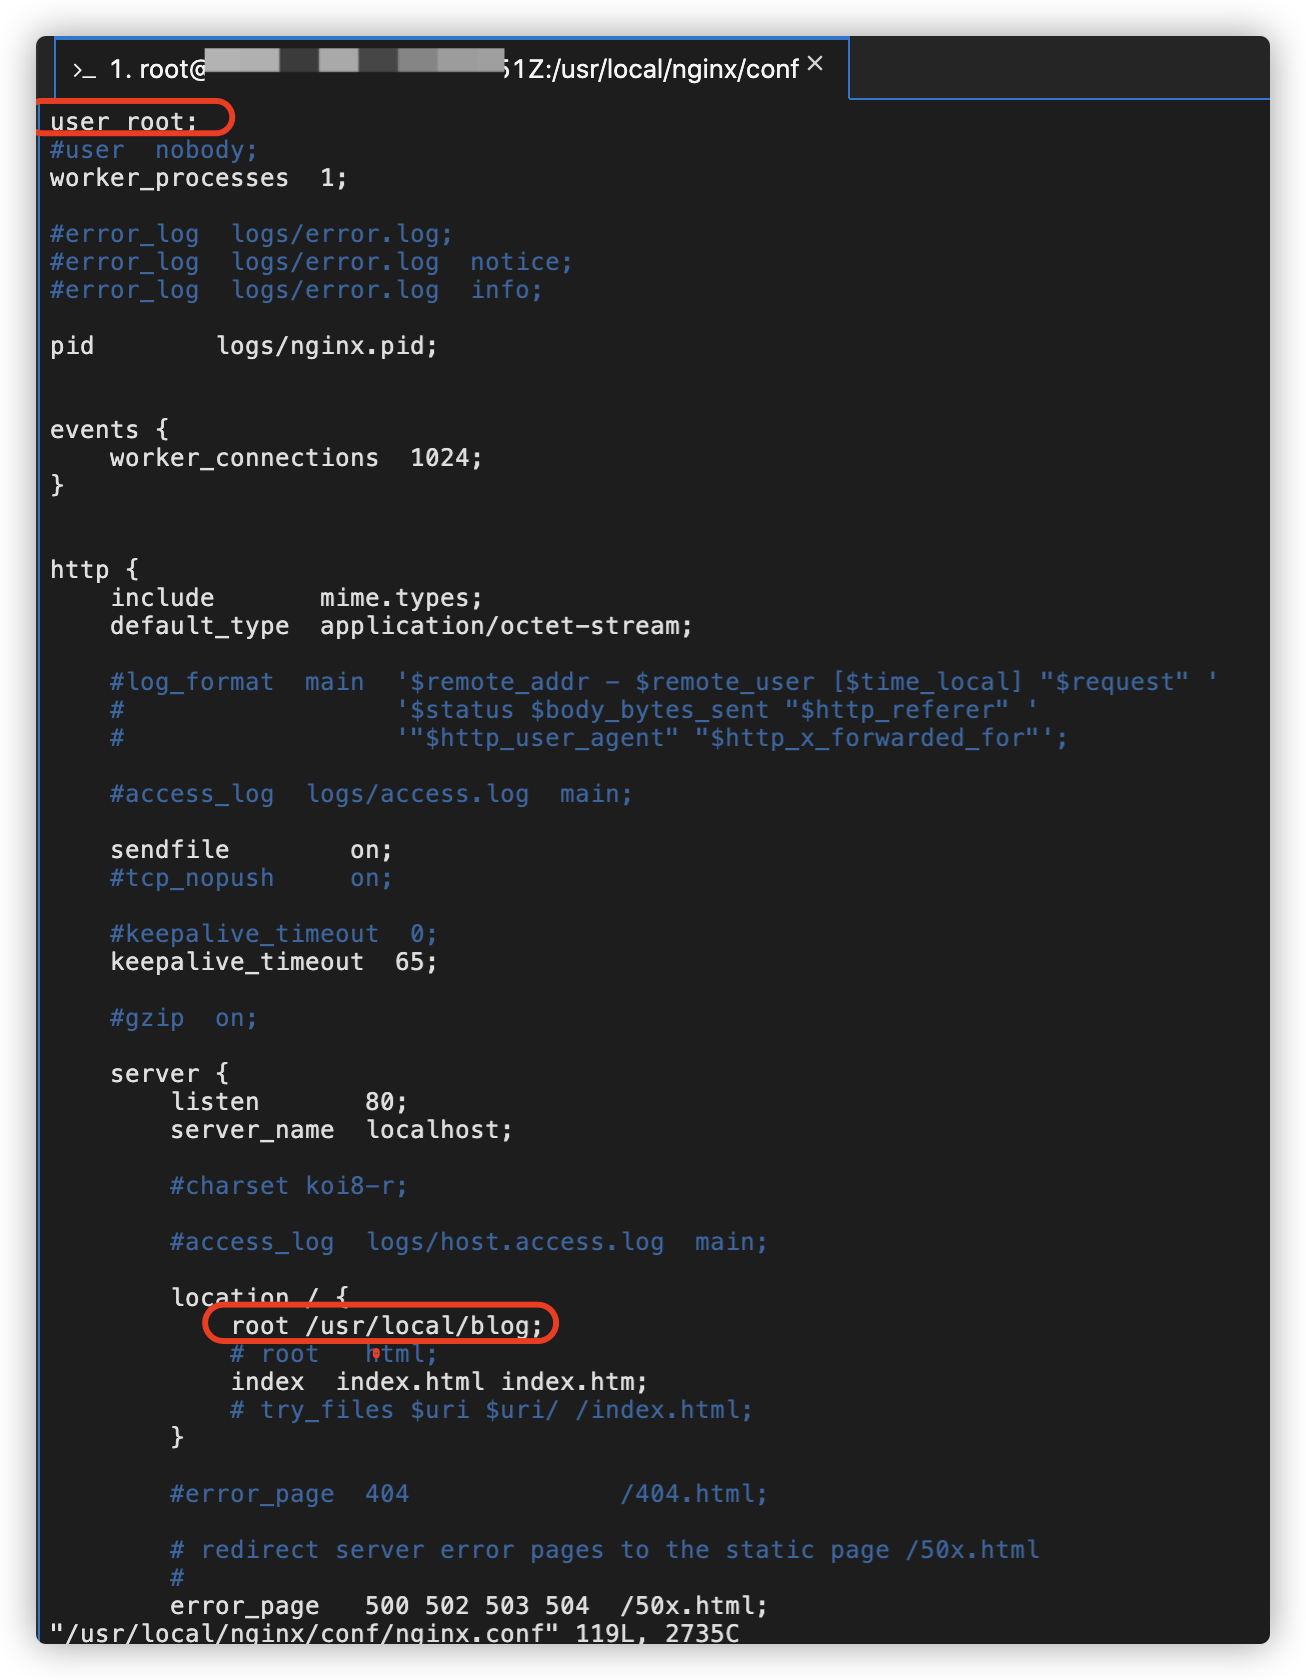 >_ 1. root@ 51Z:/usr/local/nginx/conf ×
user root;
#user  nobody;
worker_processes  1;
#error_log  logs/error.log;
#error_log  logs/error.log  notice;
#error_log  logs/error.log  info;
pid        logs/nginx.pid;
events {
    worker_connections  1024;
}
http {
    include       mime.types;
    default_type  application/octet-stream;
    #log_format  main  '$remote_addr - $remote_user [$time_local] "$request" '
    #                  '$status $body_bytes_sent "$http_referer" '
    #                  '"$http_user_agent" "$http_x_forwarded_for"';
    #access_log  logs/access.log  main;
    sendfile        on;
    #tcp_nopush     on;
    #keepalive_timeout  0;
    keepalive_timeout  65;
    #gzip  on;
    server {
        listen       80;
        server_name  localhost;
        #charset koi8-r;
        #access_log  logs/host.access.log  main;
        location / {
            root /usr/local/blog;
            # root   html;
            index  index.html index.htm;
            # try_files $uri $uri/ /index.html;
        }
        #error_page  404              /404.html;
        # redirect server error pages to the static page /50x.html
        #
        error_page   500 502 503 504  /50x.html;
"/usr/local/nginx/conf/nginx.conf" 119L, 2735C